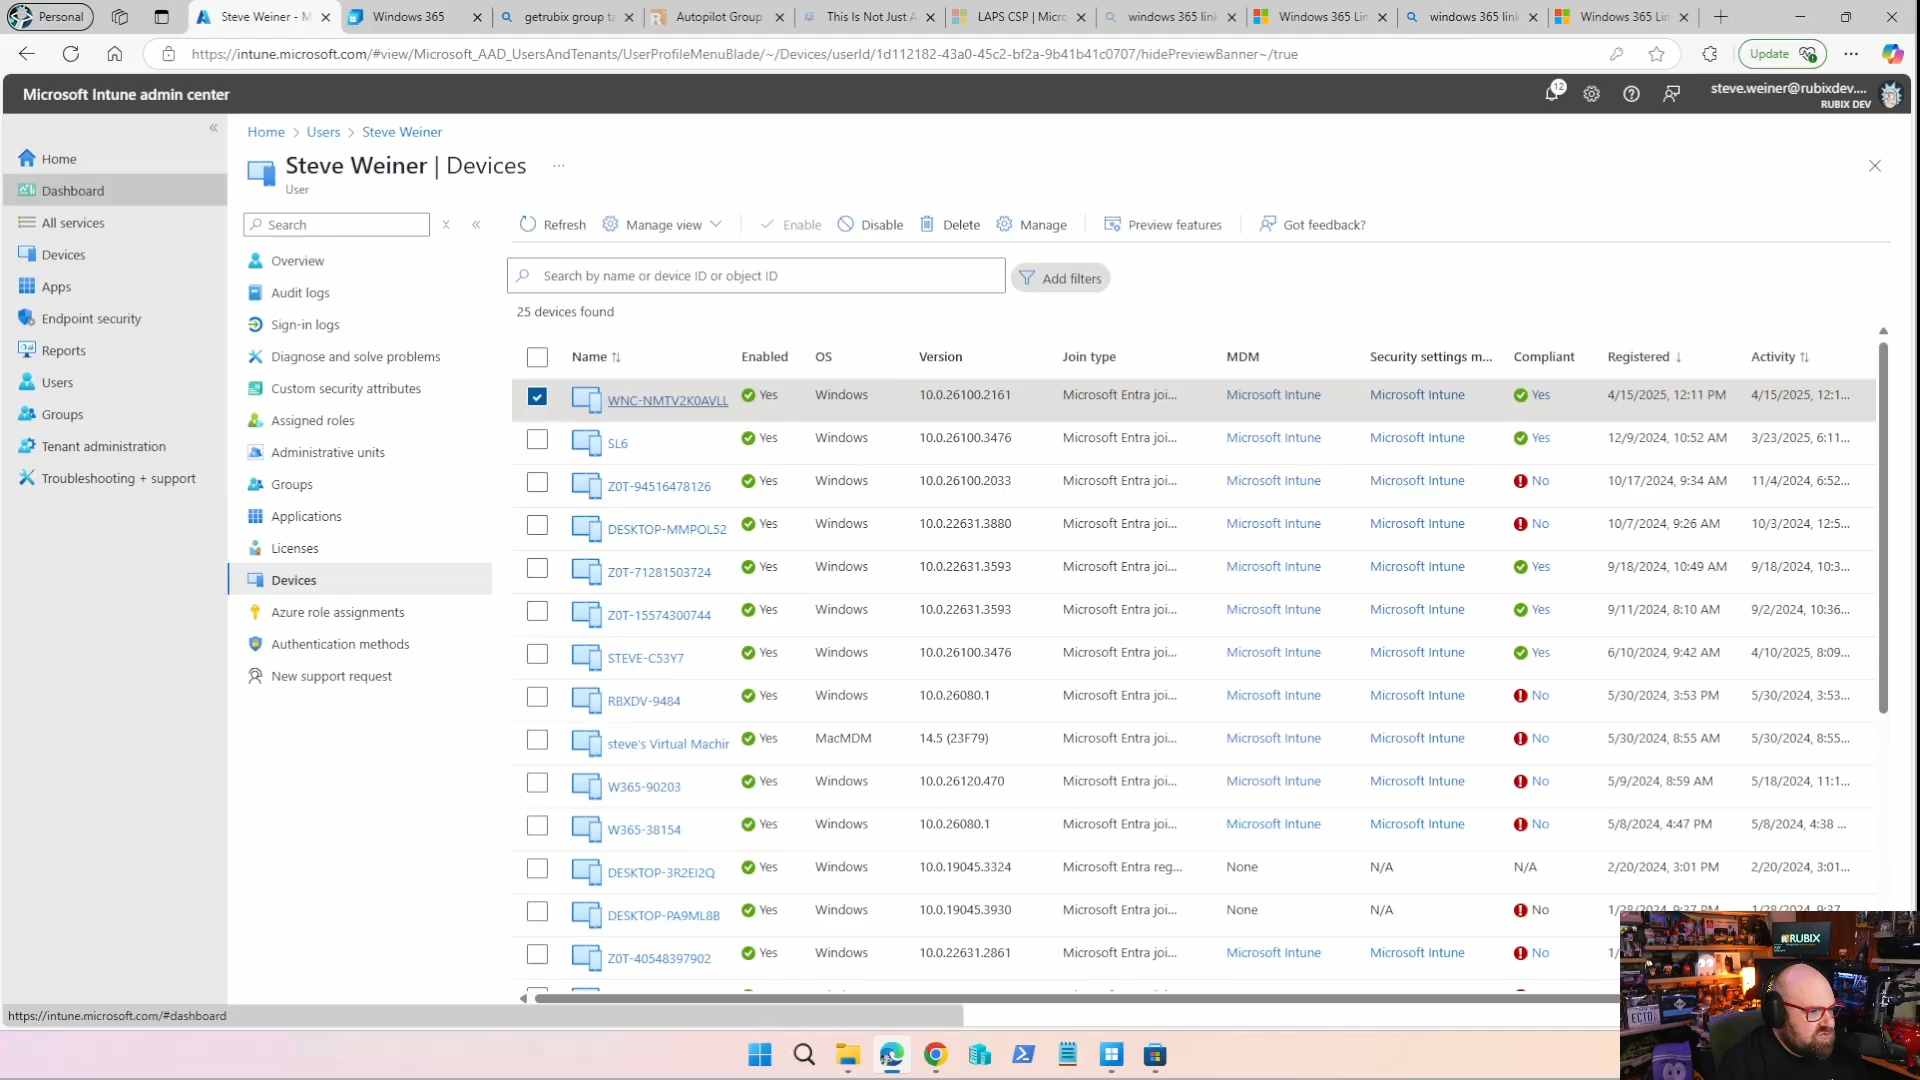 Personal
Steve Weiner - M
Windows 365
getrubix group ta
Autopilot Group
This Is Not Just A
LAPS CSP | Micro
windows 365 link
Windows 365 Lin
windows 365 link
Windows 365 Lin
https://intune.microsoft.com/#view/Microsoft_AAD_UsersAndTenants/UserProfileMenuBlade/~/Devices/userId/1d112182-43a0-45c2-bf2a-9b41b41c0707/hidePreviewBanner~/true
Update
Microsoft Intune admin center
12
steve.weiner@rubixdev....
RUBIX DEV
Home
Dashboard
All services
Devices
Apps
Endpoint security
Reports
Users
Groups
Tenant administration
Troubleshooting + support
Home > Users > Steve Weiner
Steve Weiner | Devices
User
Search
Overview
Audit logs
Sign-in logs
Diagnose and solve problems
Custom security attributes
Assigned roles
Administrative units
Groups
Applications
Licenses
Devices
Azure role assignments
Authentication methods
New support request
Refresh Manage view Enable Disable Delete Manage Preview features Got feedback?
Search by name or device ID or object ID
Add filters
25 devices found
Name Enabled OS Version Join type MDM Security settings m... Compliant Registered Activity
WNC-NMTV2K0AVLL Yes Windows 10.0.26100.2161 Microsoft Entra joi... Microsoft Intune Microsoft Intune Yes 4/15/2025, 12:11 PM 4/15/2025, 12:1...
SL6 Yes Windows 10.0.26100.3476 Microsoft Entra joi... Microsoft Intune Microsoft Intune Yes 12/9/2024, 10:52 AM 3/23/2025, 6:11...
Z0T-94516478126 Yes Windows 10.0.26100.2033 Microsoft Entra joi... Microsoft Intune Microsoft Intune No 10/17/2024, 9:34 AM 11/4/2024, 6:52...
DESKTOP-MMPOL52 Yes Windows 10.0.22631.3880 Microsoft Entra joi... Microsoft Intune Microsoft Intune No 10/7/2024, 9:26 AM 10/3/2024, 12:5...
Z0T-71281503724 Yes Windows 10.0.22631.3593 Microsoft Entra joi... Microsoft Intune Microsoft Intune Yes 9/18/2024, 10:49 AM 9/18/2024, 10:3...
Z0T-15574300744 Yes Windows 10.0.22631.3593 Microsoft Entra joi... Microsoft Intune Microsoft Intune Yes 9/11/2024, 8:10 AM 9/2/2024, 10:36...
STEVE-C53Y7 Yes Windows 10.0.26100.3476 Microsoft Entra joi... Microsoft Intune Microsoft Intune Yes 6/10/2024, 9:42 AM 4/10/2025, 8:09...
RBXDV-9484 Yes Windows 10.0.26080.1 Microsoft Entra joi... Microsoft Intune Microsoft Intune No 5/30/2024, 3:53 PM 5/30/2024, 3:53...
steve's Virtual Machin Yes MacMDM 14.5 (23F79) Microsoft Entra joi... Microsoft Intune Microsoft Intune No 5/30/2024, 8:55 AM 5/30/2024, 8:55...
W365-90203 Yes Windows 10.0.26120.470 Microsoft Entra joi... Microsoft Intune Microsoft Intune No 5/9/2024, 8:59 AM 5/18/2024, 11:1...
W365-38154 Yes Windows 10.0.26080.1 Microsoft Entra joi... Microsoft Intune Microsoft Intune No 5/8/2024, 4:47 PM 5/8/2024, 4:38 ...
DESKTOP-3R2EI2Q Yes Windows 10.0.19045.3324 Microsoft Entra reg... None N/A N/A 2/20/2024, 3:01 PM 2/20/2024, 3:01...
DESKTOP-PA9ML8B Yes Windows 10.0.19045.3930 Microsoft Entra joi... None N/A No 1/28/2024, 9:37 PM 1/28/2024, 9:37...
Z0T-40548397902 Yes Windows 10.0.22631.2861 Microsoft Entra joi... Microsoft Intune Microsoft Intune No 1/
https://intune.microsoft.com/#dashboard
RUBIX
ECTO